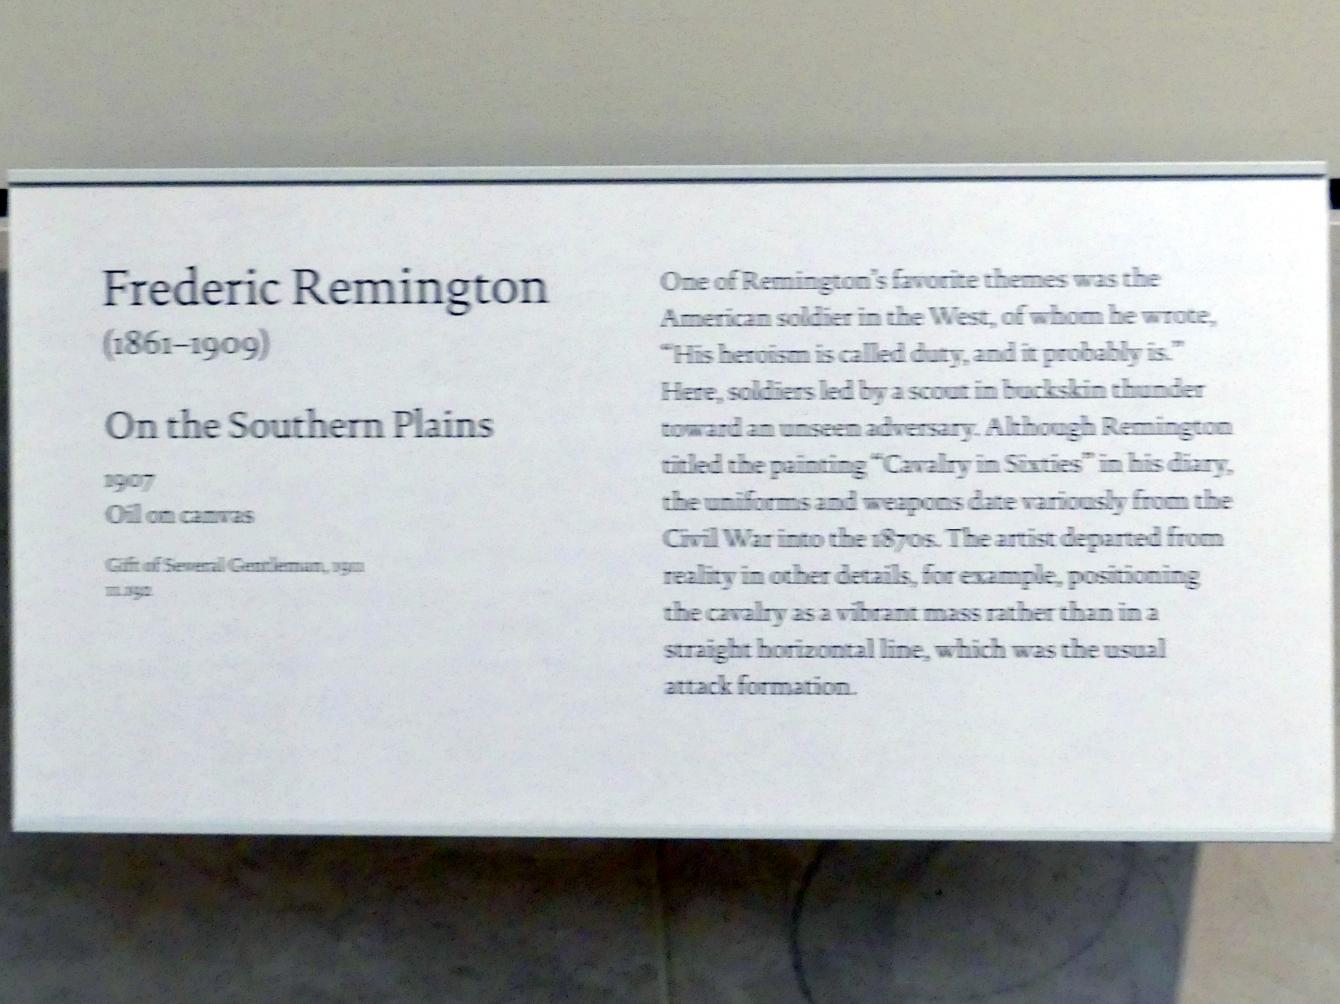 Frederic Remington
(1861–1909)
On the Southern Plains
1907
Oil on canvas
Gift of Several Gentleman, 1911
11.192
One of Remington's favorite themes was the
American soldier in the West, of whom he wrote,
“His heroism is called duty, and it probably is.”
Here, soldiers led by a scout in buckskin thunder
toward an unseen adversary. Although Remington
titled the painting “Cavalry in Sixties” in his diary,
the uniforms and weapons date variously from the
Civil War into the 1870s. The artist departed from
reality in other details, for example, positioning
the cavalry as a vibrant mass rather than in a
straight horizontal line, which was the usual
attack formation.